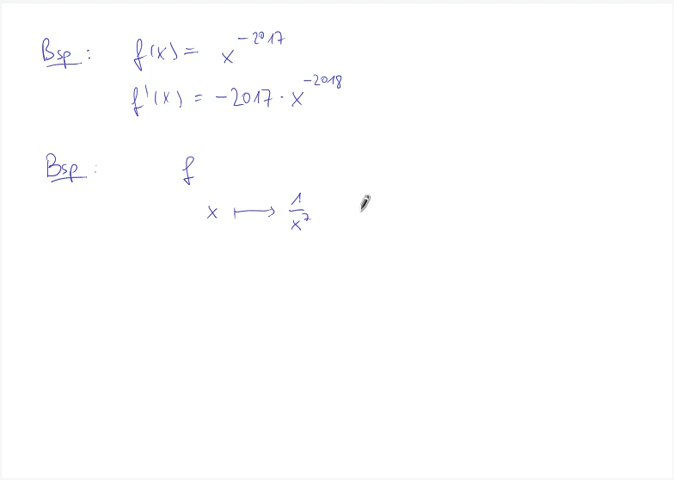 Bsp: f(x) = x^{-2017}
f'(x) = -2017 · x^{-2018}
Bsp: f
x ⟼ 1/x^7